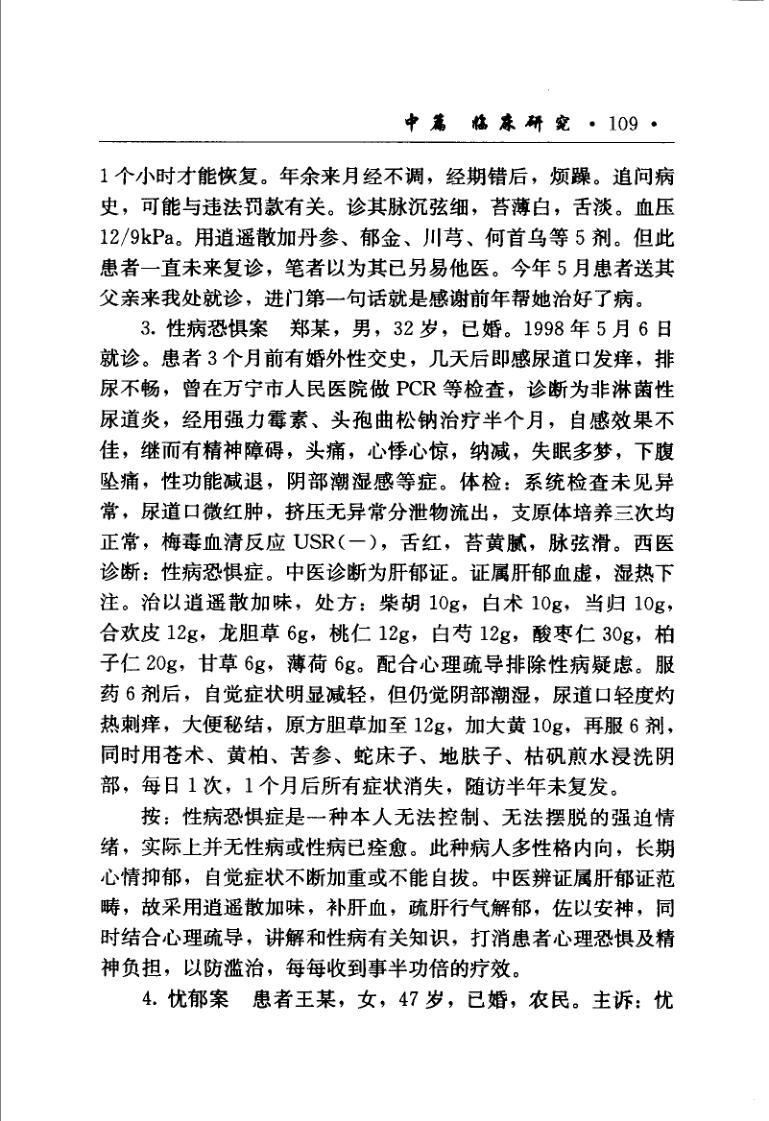 中篇 临床研究 · 109 ·
1个小时才能恢复。年余来月经不调，经期错后，烦躁。追问病
史，可能与违法罚款有关。诊其脉沉弦细，苔薄白，舌淡。血压
12/9kPa。用逍遥散加丹参、郁金、川芎、何首乌等5剂。但此
患者一直未来复诊，笔者以为其已另易他医。今年5月患者送其
父亲来我处就诊，进门第一句话就是感谢前年帮她治好了病。
3. 性病恐惧案 郑某，男，32岁，已婚。1998年5月6日
就诊。患者3个月前有婚外性交史，几天后即感尿道口发痒，排
尿不畅，曾在万宁市人民医院做PCR等检查，诊断为非淋菌性
尿道炎，经用强力霉素、头孢曲松钠治疗半个月，自感效果不
佳，继而有精神障碍，头痛，心悸心惊，纳减，失眠多梦，下腹
坠痛，性功能减退，阴部潮湿感等症。体检：系统检查未见异
常，尿道口微红肿，挤压无异常分泄物流出，支原体培养三次均
正常，梅毒血清反应USR(－)，舌红，苔黄腻，脉弦滑。西医
诊断：性病恐惧症。中医诊断为肝郁证。证属肝郁血虚，湿热下
注。治以逍遥散加味，处方：柴胡10g，白术10g，当归10g，
合欢皮12g，龙胆草6g，桃仁12g，白芍12g，酸枣仁30g，柏
子仁20g，甘草6g，薄荷6g。配合心理疏导排除性病疑虑。服
药6剂后，自觉症状明显减轻，但仍觉阴部潮湿，尿道口轻度灼
热刺痒，大便秘结，原方胆草加至12g，加大黄10g，再服6剂，
同时用苍术、黄柏、苦参、蛇床子、地肤子、枯矾煎水浸洗阴
部，每日1次，1个月后所有症状消失，随访半年未复发。
按：性病恐惧症是一种本人无法控制、无法摆脱的强迫情
绪，实际上并无性病或性病已痊愈。此种病人多性格内向，长期
心情抑郁，自觉症状不断加重或不能自拔。中医辨证属肝郁证范
畴，故采用逍遥散加味，补肝血，疏肝行气解郁，佐以安神，同
时结合心理疏导，讲解和性病有关知识，打消患者心理恐惧及精
神负担，以防滥治，每每收到事半功倍的疗效。
4. 忧郁案 患者王某，女，47岁，已婚，农民。主诉：忧